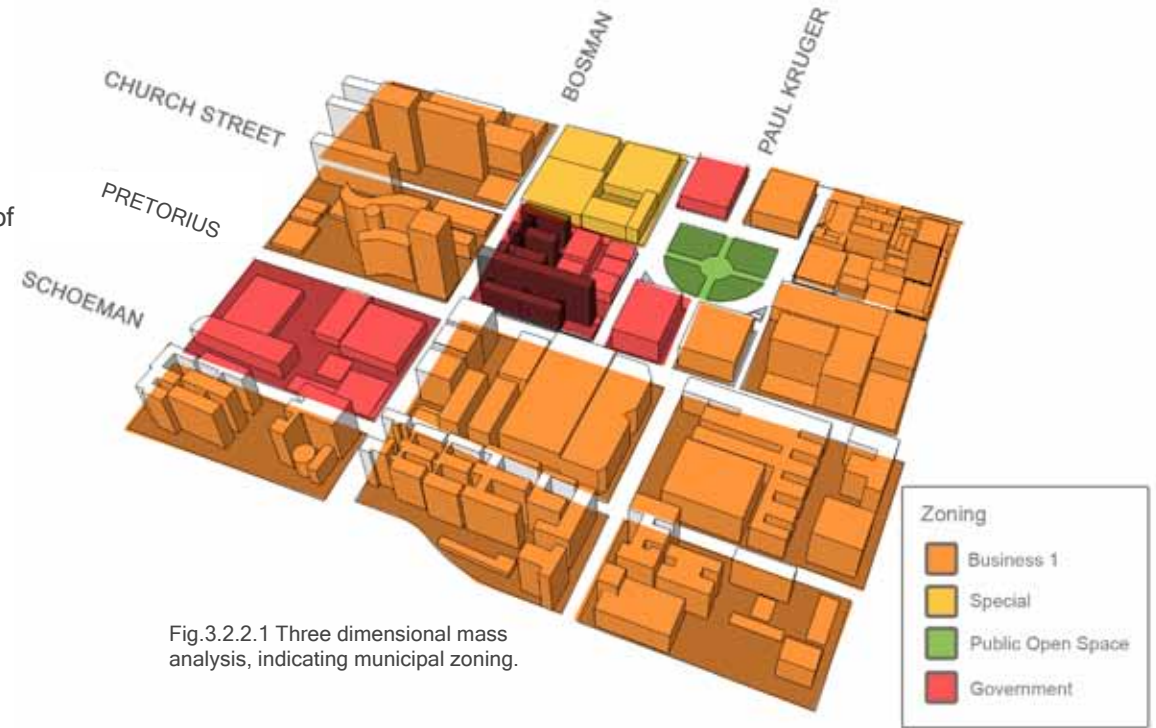 BOSMAN
PAUL KRUGER
CHURCH STREET
PRETORIUS
of
SCHOEMAN
Fig.3.2.2.1 Three dimensional mass
analysis, indicating municipal zoning.
Zoning
Business 1
Special
Public Open Space
Government